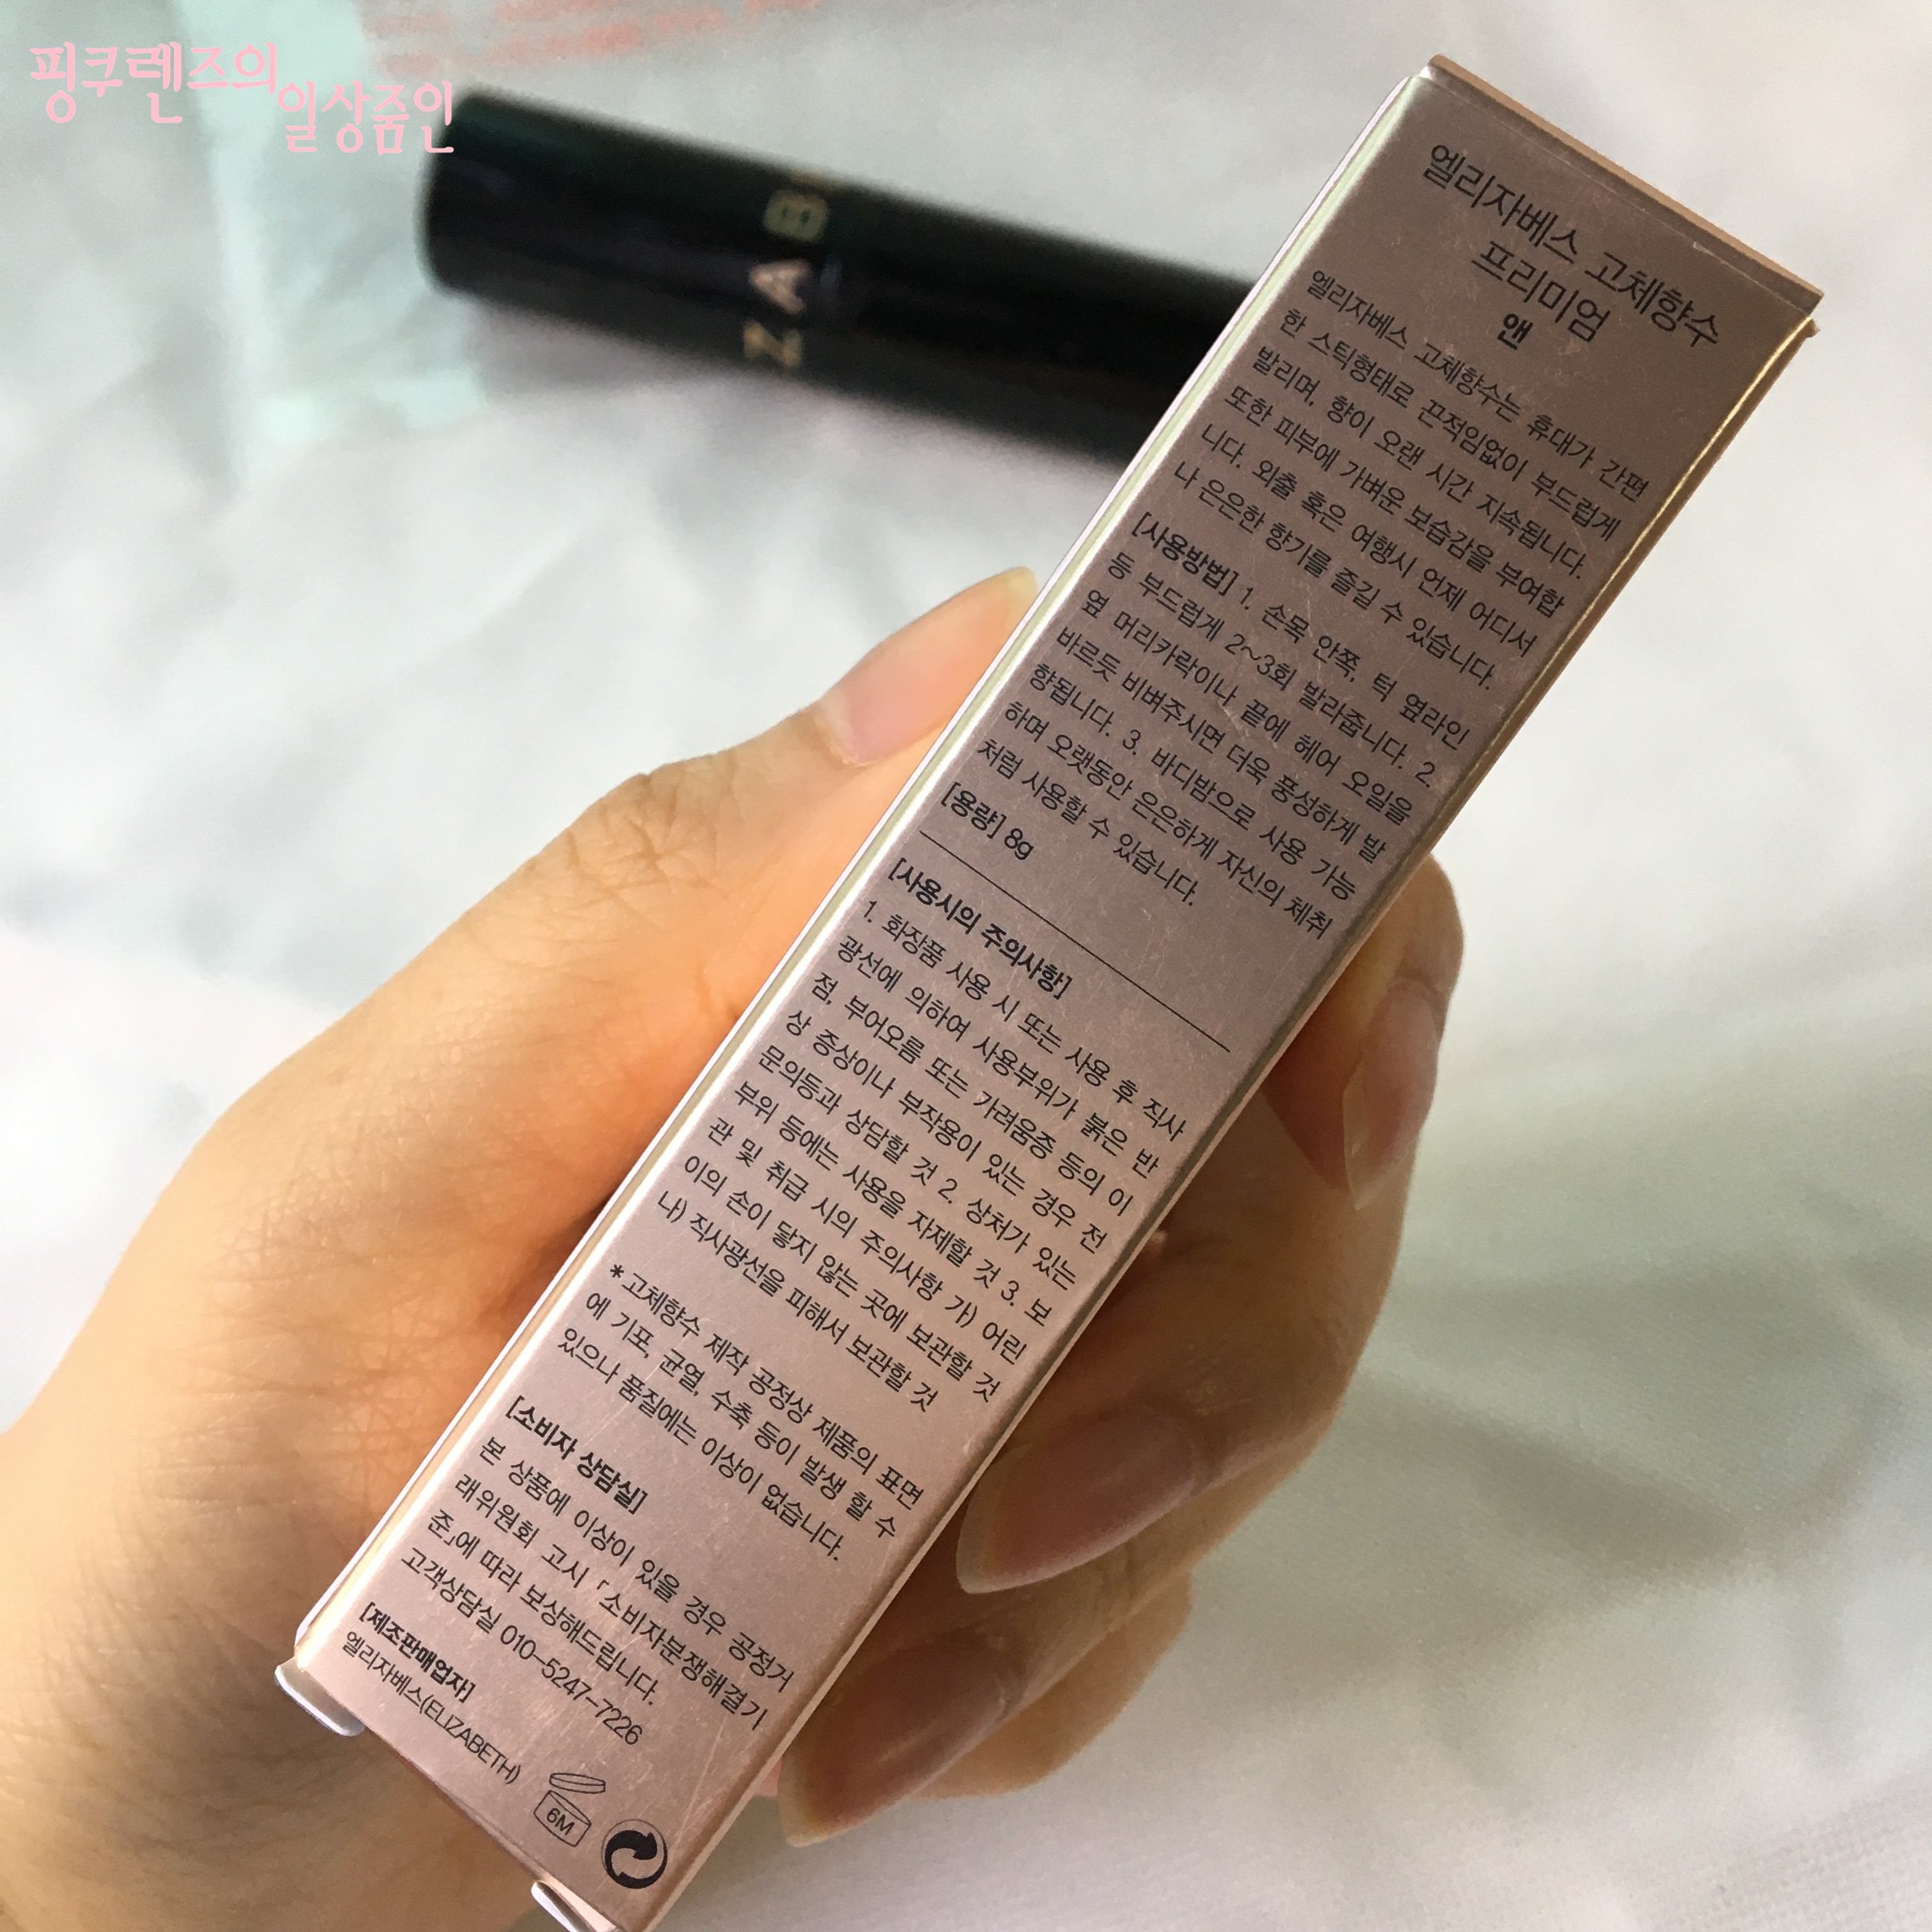 핑쿠렌즈의
일상줌인
Z A B
엘리자베스 고체향수
프리미엄
앤
엘리자베스 고체향수는 휴대가 간편
한 스틱형태로 끈적임없이 부드럽게
발리며, 향이 오랜 시간 지속됩니다.
또한 피부에 가벼운 보습감을 부여합
니다. 외출 혹은 여행시 언제 어디서
나 은은한 향기를 즐길 수 있습니다.
[사용방법] 1. 손목 안쪽, 턱 옆라인
등 부드럽게 2~3회 발라줍니다. 2.
옆 머리카락이나 끝에 헤어 오일을
바르듯 비벼주시면 더욱 풍성하게 발
향됩니다. 3. 바디밤으로 사용 가능
하며 오랫동안 은은하게 자신의 체취
처럼 사용할 수 있습니다.
[용량] 8g
[사용시의 주의사항]
1. 화장품 사용 시 또는 사용 후 직사
광선에 의하여 사용부위가 붉은 반
점, 부어오름 또는 가려움증 등의 이
상 증상이나 부작용이 있는 경우 전
문의등과 상담할 것 2. 상처가 있는
부위 등에는 사용을 자제할 것 3. 보
관 및 취급 시의 주의사항 가) 어린
이의 손이 닿지 않는 곳에 보관할 것
나) 직사광선을 피해서 보관할 것
*고체향수 제작 공정상 제품의 표면
에 기포, 균열, 수축 등이 발생 할 수
있으나 품질에는 이상이 없습니다.
[소비자 상담실]
본 상품에 이상이 있을 경우 공정거
래위원회 고시 「소비자분쟁해결기
준」에 따라 보상해드립니다.
고객상담실 010-5247-7226
[제조판매업자]
엘리자베스(ELIZABETH)
6M